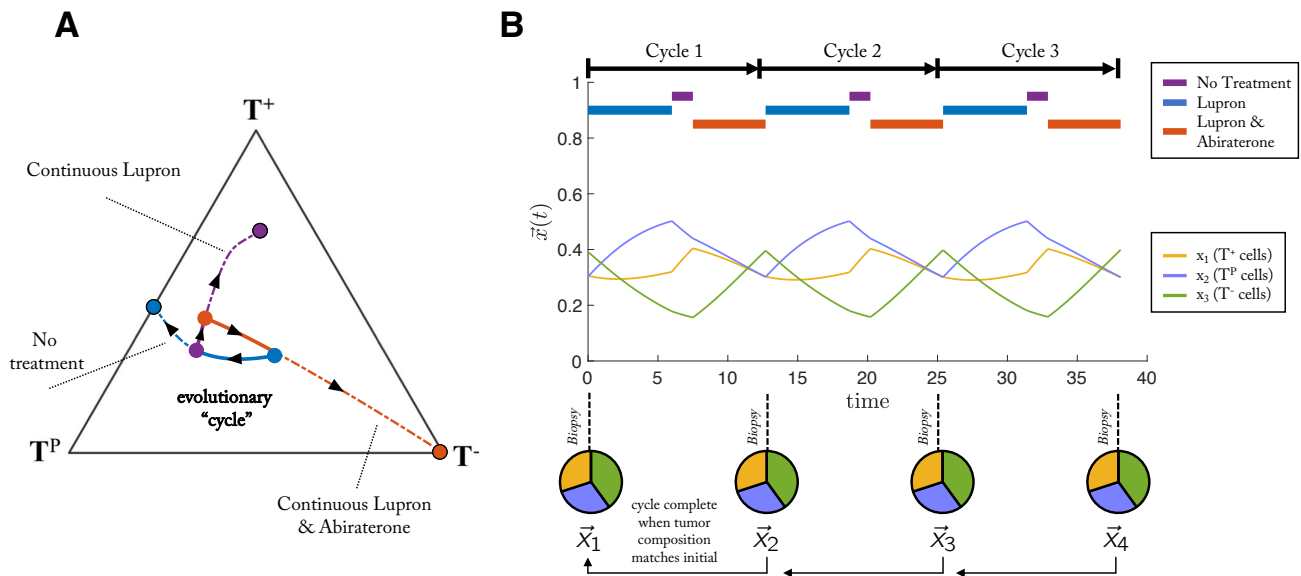 A
T⁺
Continuous Lupron
No
treatment
evolutionary
"cycle"
Tᴾ
T⁻
Continuous Lupron
& Abiraterone
B
Cycle 1
Cycle 2
Cycle 3
1
0.8
0.6
0.4
0.2
0
x⃗(t)
0
5
10
15
20
25
30
35
40
time
No Treatment
Lupron
Lupron &
Abiraterone
x₁ (T⁺ cells)
x₂ (Tᴾ cells)
x₃ (T⁻ cells)
Biopsy
Biopsy
Biopsy
Biopsy
x⃗₁
cycle complete
when tumor
composition
matches initial
x⃗₂
x⃗₃
x⃗₄